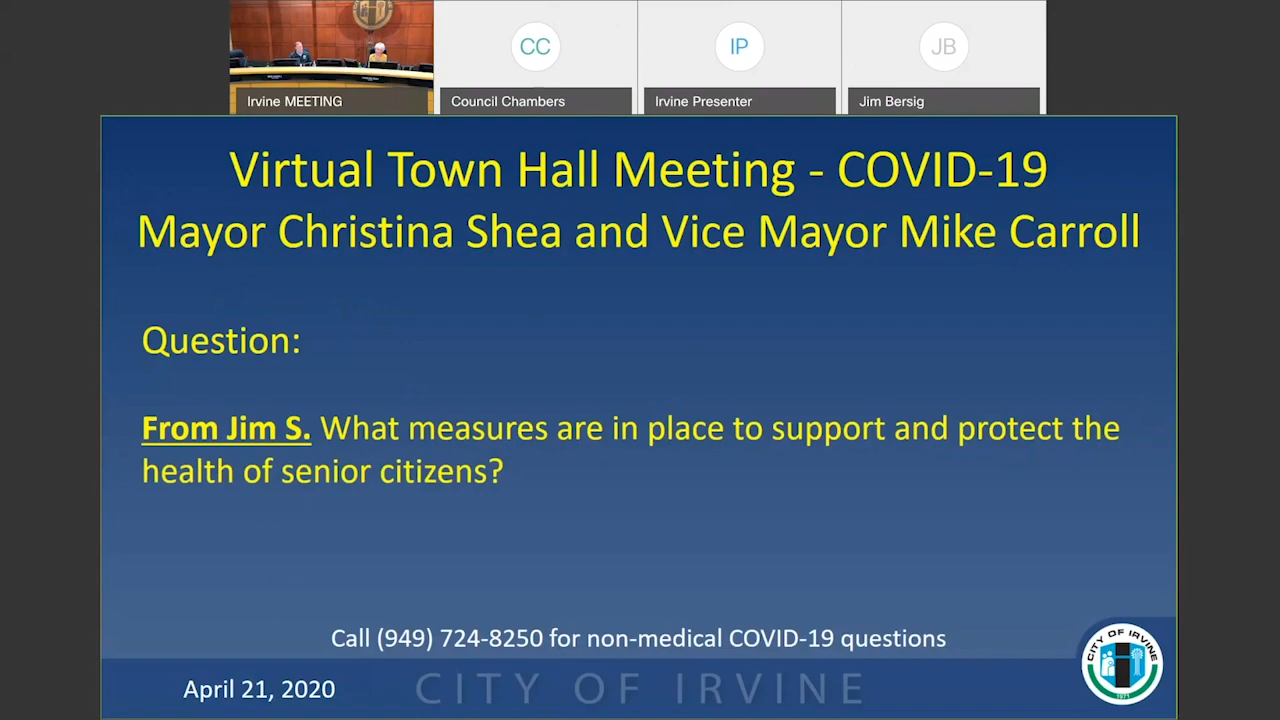 CC
IP
JB
Irvine MEETING
Council Chambers
Irvine Presenter
Jim Bersig
Virtual Town Hall Meeting - COVID-19
Mayor Christina Shea and Vice Mayor Mike Carroll
Question:
From Jim S. What measures are in place to support and protect the
health of senior citizens?
Call (949) 724-8250 for non-medical COVID-19 questions
April 21, 2020
CITY OF IRVINE
CITY OF IRVINE
1971